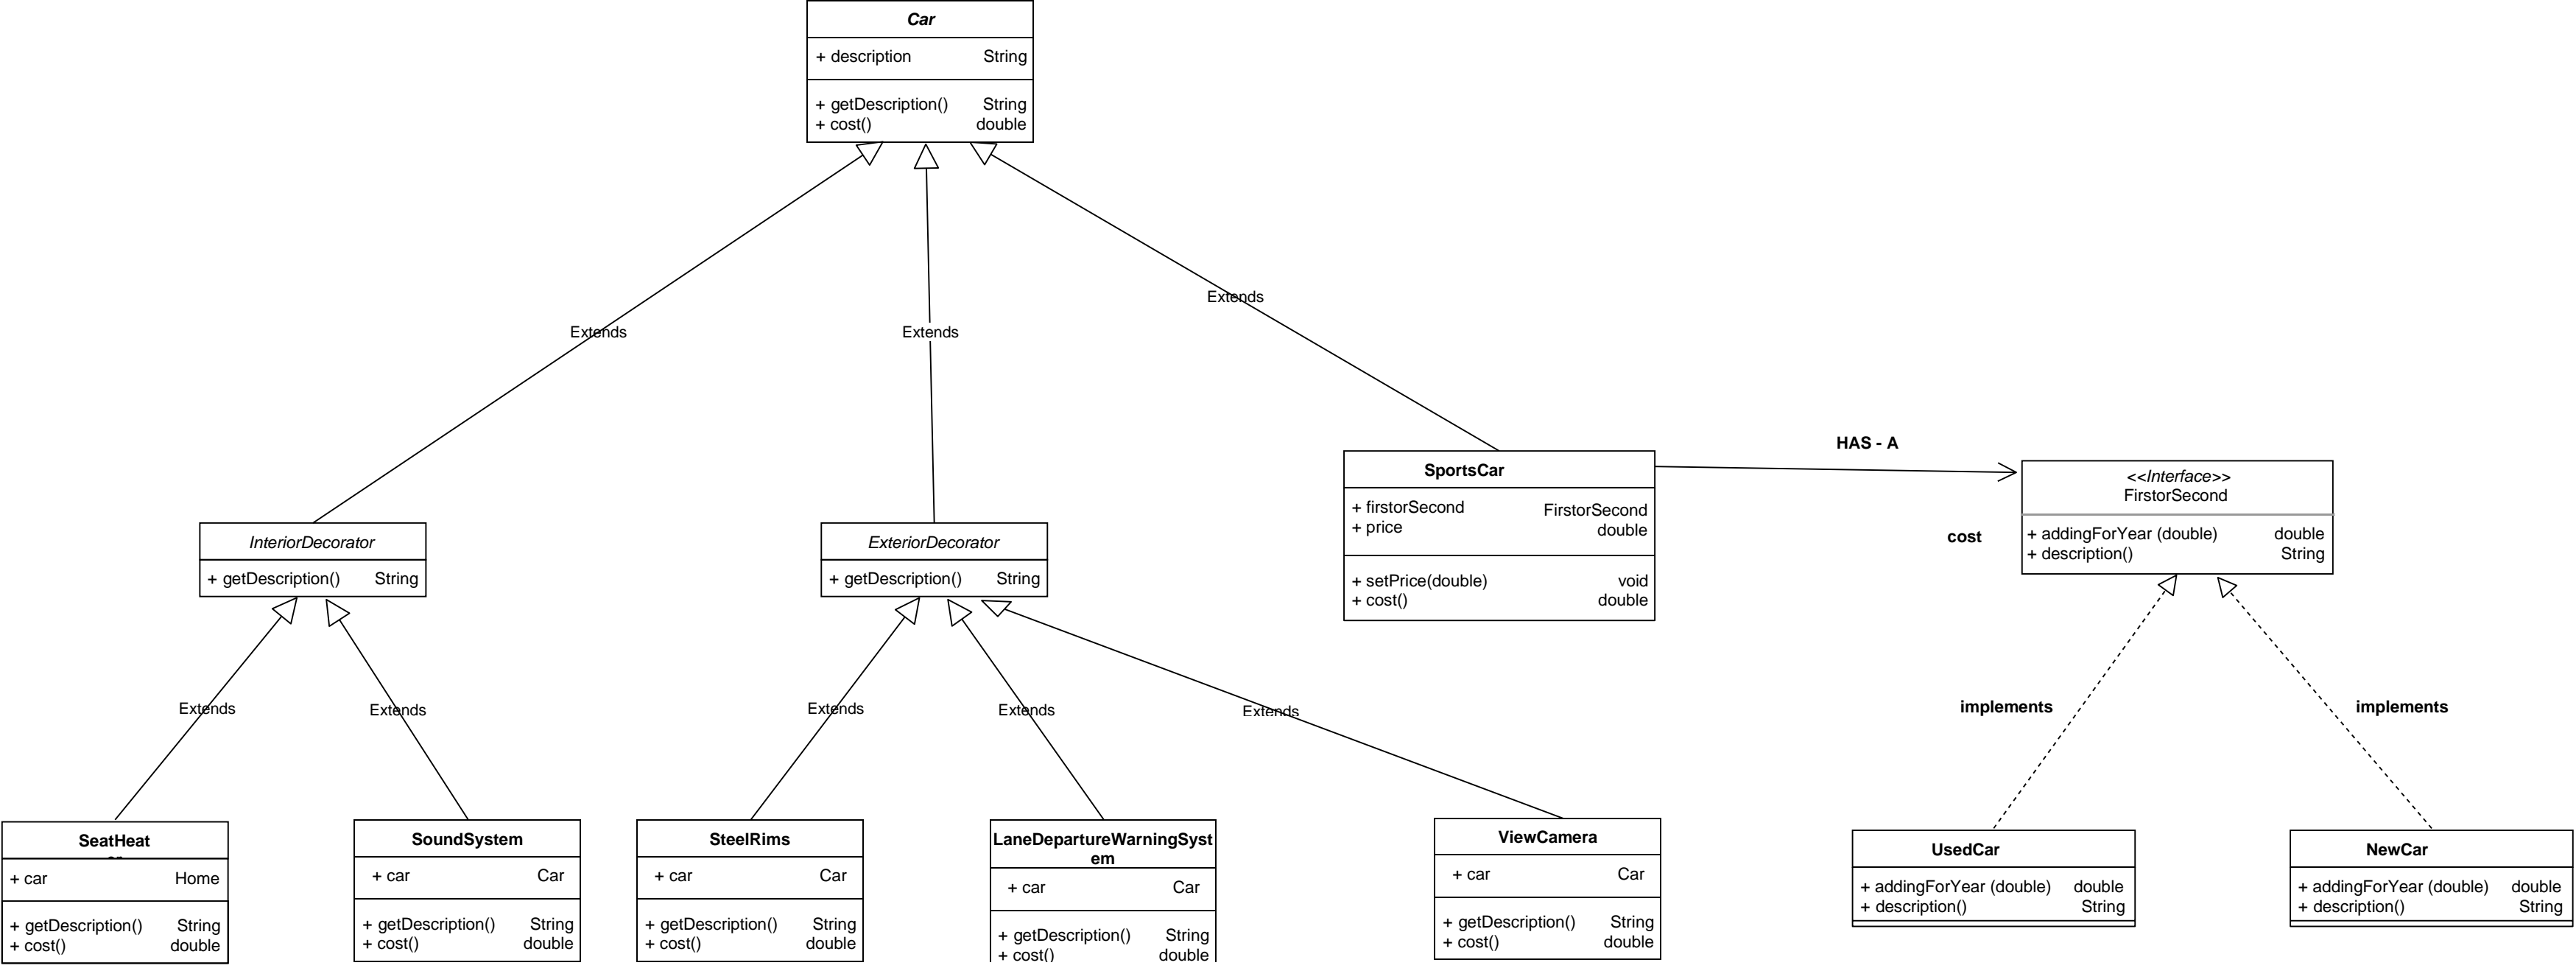 Car
+ description String
+ getDescription() String
+ cost() double
Extends
Extends
Extends
InteriorDecorator
+ getDescription() String
ExteriorDecorator
+ getDescription() String
SportsCar
+ firstorSecond FirstorSecond
+ price double
+ setPrice(double) void
+ cost() double
HAS - A
cost
<<Interface>>
FirstorSecond
+ addingForYear (double) double
+ description() String
Extends
Extends
Extends
Extends
Extends
implements
implements
SeatHeat
er
+ car Home
+ getDescription() String
+ cost() double
SoundSystem
+ car Car
+ getDescription() String
+ cost() double
SteelRims
+ car Car
+ getDescription() String
+ cost() double
LaneDepartureWarningSyst
em
+ car Car
+ getDescription() String
+ cost() double
ViewCamera
+ car Car
+ getDescription() String
+ cost() double
UsedCar
+ addingForYear (double) double
+ description() String
NewCar
+ addingForYear (double) double
+ description() String